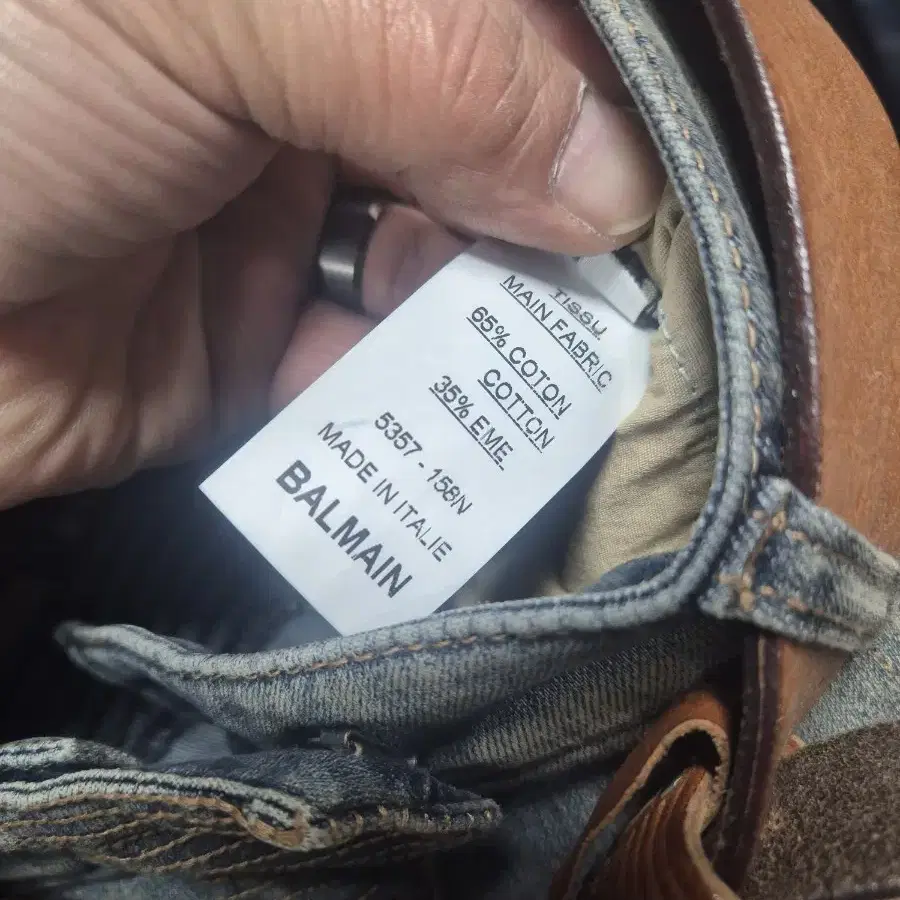 TISSU
MAIN FABRIC
65% COTON
COTTON
35% EME.
5357 - 158N
MADE IN ITALIE
BALMAIN